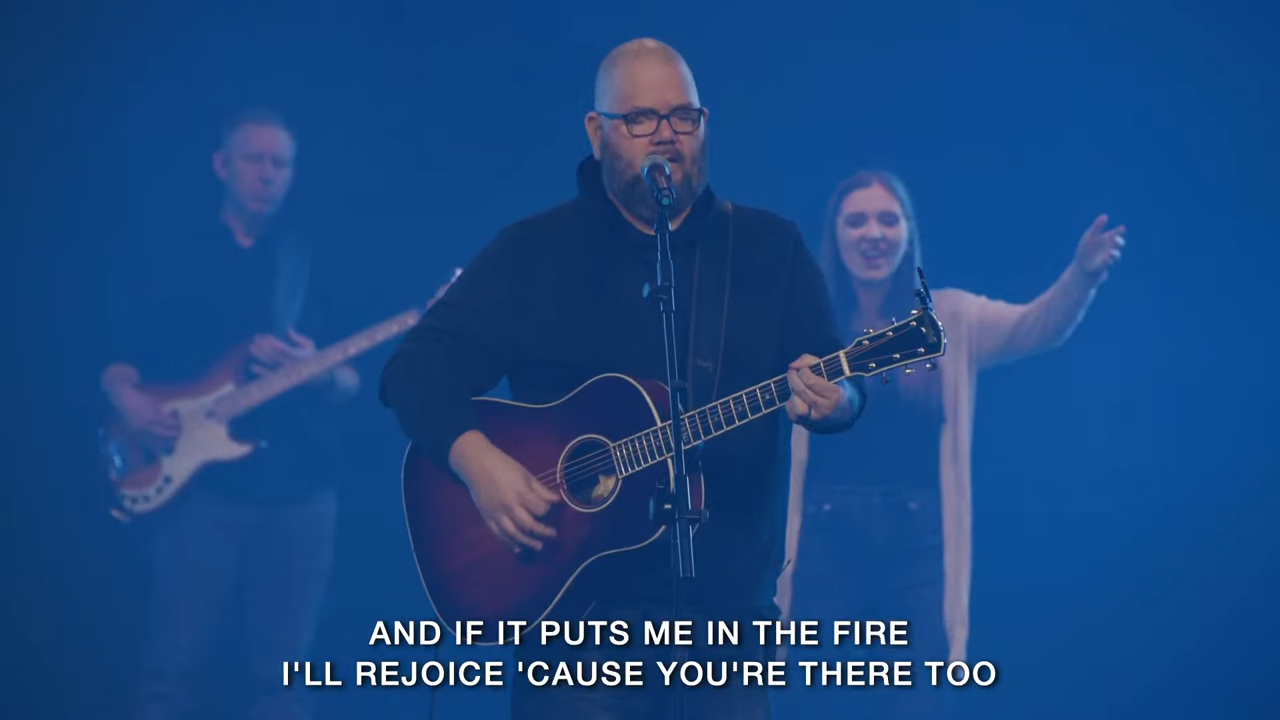 AND IF IT PUTS ME IN THE FIRE
I'LL REJOICE 'CAUSE YOU'RE THERE TOO